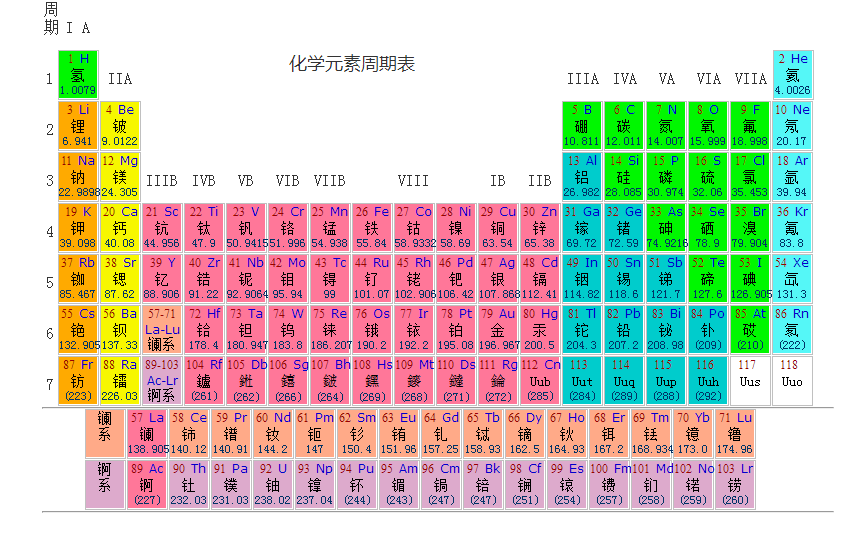 周
期 I A
化学元素周期表
1 H 2 He
1 氢 IIA IIIA IVA VA VIA VIIA 氦
1.0079 4.0026
3 Li 4 Be 5 B 6 C 7 N 8 O 9 F 10 Ne
2 锂 铍 硼 碳 氮 氧 氟 氖
6.941 9.0122 10.811 12.011 14.007 15.999 18.998 20.17
11 Na 12 Mg 13 Al 14 Si 15 P 16 S 17 Cl 18 Ar
3 钠 镁 IIIB IVB VB VIB VIIB VIII IB IIB 铝 硅 磷 硫 氯 氩
22.9898 24.305 26.982 28.085 30.974 32.06 35.453 39.94
19 K 20 Ca 21 Sc 22 Ti 23 V 24 Cr 25 Mn 26 Fe 27 Co 28 Ni 29 Cu 30 Zn 31 Ga 32 Ge 33 As 34 Se 35 Br 36 Kr
4 钾 钙 钪 钛 钒 铬 锰 铁 钴 镍 铜 锌 镓 锗 砷 硒 溴 氪
39.098 40.08 44.956 47.9 50.9415 51.996 54.938 55.84 58.9332 58.69 63.54 65.38 69.72 72.59 74.9216 78.9 79.904 83.8
37 Rb 38 Sr 39 Y 40 Zr 41 Nb 42 Mo 43 Tc 44 Ru 45 Rh 46 Pd 47 Ag 48 Cd 49 In 50 Sn 51 Sb 52 Te 53 I 54 Xe
5 铷 锶 钇 锆 铌 钼 锝 钌 铑 钯 银 镉 铟 锡 锑 碲 碘 氙
85.467 87.62 88.906 91.22 92.9064 95.94 99 101.07 102.906 106.42 107.868 112.41 114.82 118.6 121.7 127.6 126.905 131.3
55 Cs 56 Ba 57-71 72 Hf 73 Ta 74 W 75 Re 76 Os 77 Ir 78 Pt 79 Au 80 Hg 81 Tl 82 Pb 83 Bi 84 Po 85 At 86 Rn
6 铯 钡 La-Lu 铪 钽 钨 铼 锇 铱 铂 金 汞 铊 铅 铋 钋 砹 氡
132.905 137.33 镧系 178.4 180.947 183.8 186.207 190.2 192.2 195.08 196.967 200.5 204.3 207.2 208.98 (209) (210) (222)
87 Fr 88 Ra 89-103 104 Rf 105 Db 106 Sg 107 Bh 108 Hs 109 Mt 110 Ds 111 Rg 112 Cn 113 114 115 116 117 118
7 钫 镭 Ac-Lr 鑪 𨧀 𨭎 𨨏 𨭆 䥑 鐽 錀 Uub Uut Uuq Uup Uuh Uus Uuo
(223) 226.03 锕系 (261) (262) (266) (264) (269) (268) (271) (272) (285) (284) (289) (288) (292)
57 La 58 Ce 59 Pr 60 Nd 61 Pm 62 Sm 63 Eu 64 Gd 65 Tb 66 Dy 67 Ho 68 Er 69 Tm 70 Yb 71 Lu
镧系 镧 铈 镨 钕 钷 钐 铕 钆 铽 镝 钬 铒 铥 镱 镥
138.905 140.12 140.91 144.2 147 150.4 151.96 157.25 158.93 162.5 164.93 167.2 168.934 173.0 174.96
89 Ac 90 Th 91 Pa 92 U 93 Np 94 Pu 95 Am 96 Cm 97 Bk 98 Cf 99 Es 100 Fm 101 Md 102 No 103 Lr
锕系 锕 钍 镤 铀 镎 钚 镅 锔 锫 锎 锿 镄 钔 锘 铹
(227) 232.03 231.03 238.02 237.04 (244) (243) (247) (247) (251) (254) (257) (258) (259) (260)